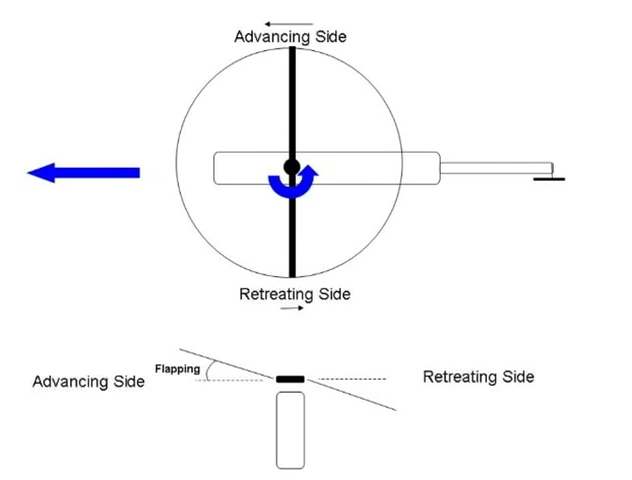 Advancing Side
Retreating Side
Flapping
Advancing Side
Retreating Side